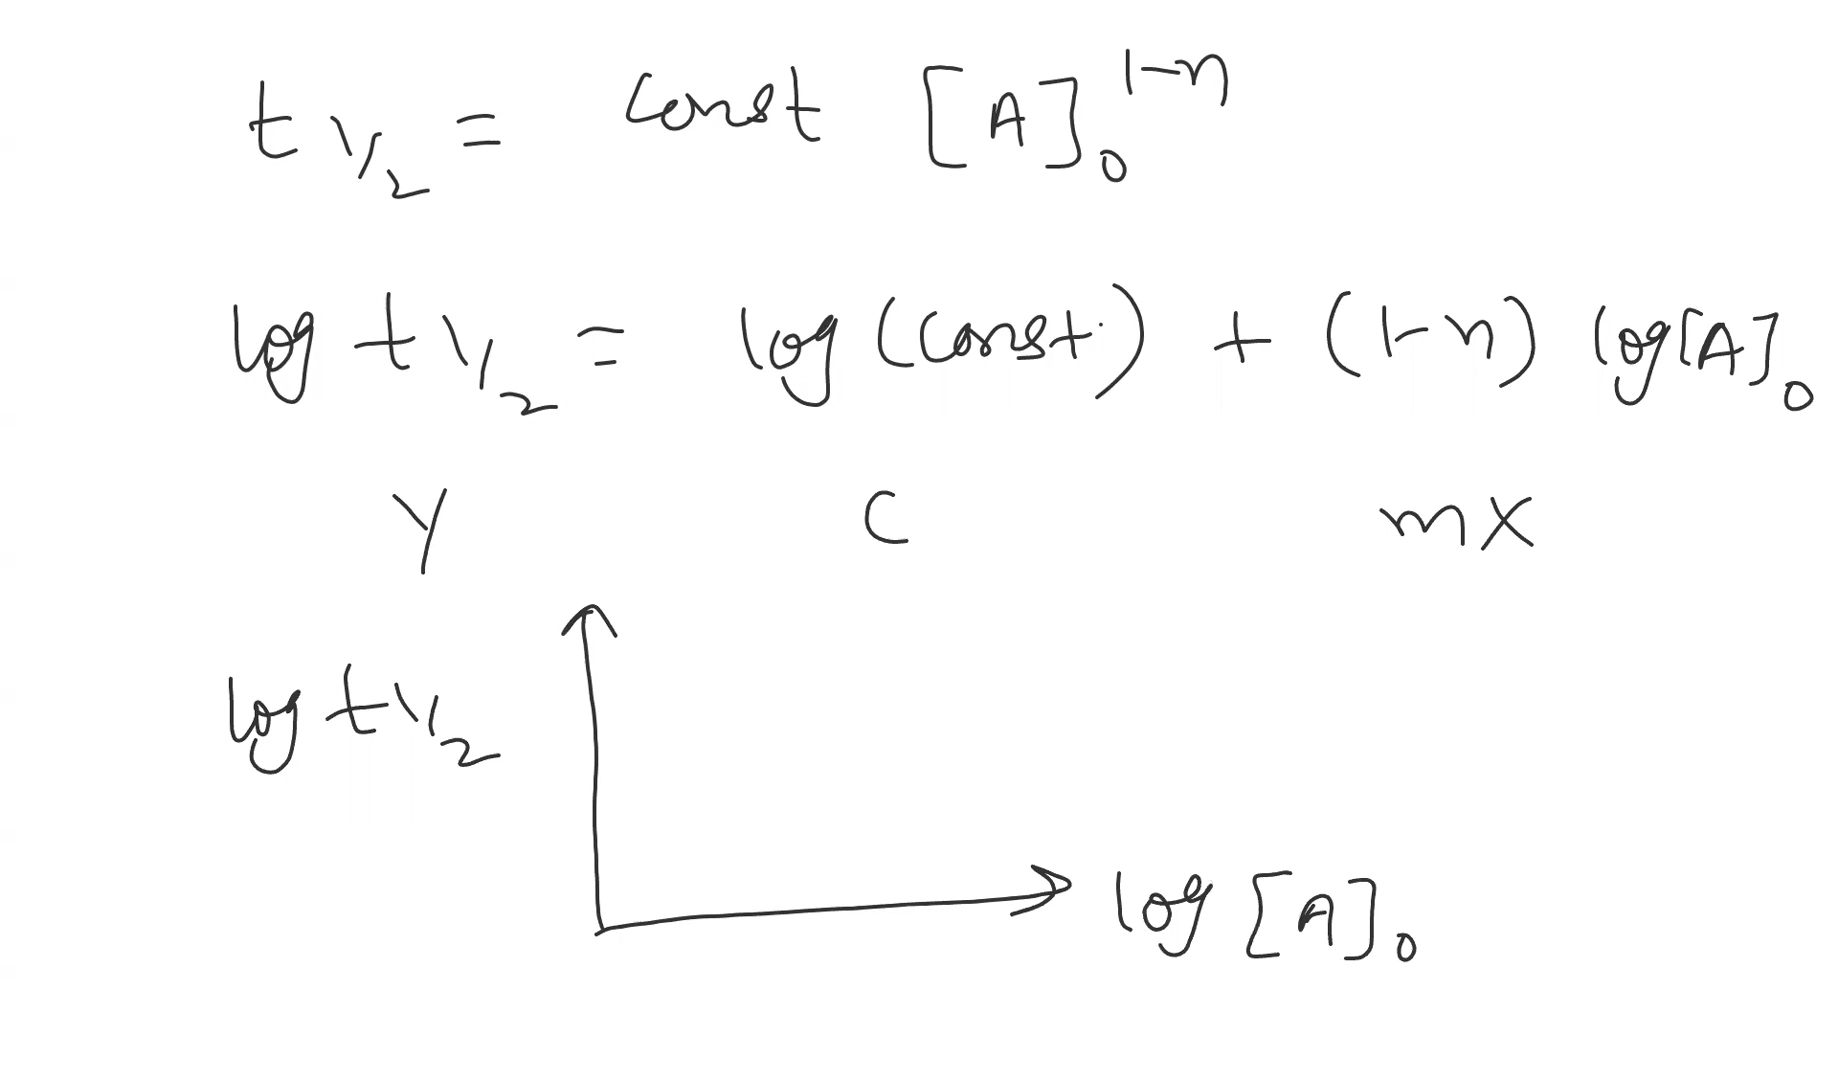 t 1/2 = const [A]₀^1-n
log t 1/2 = log (const.) + (1-n) log[A]₀
Y C mX
log t 1/2
log [A]₀